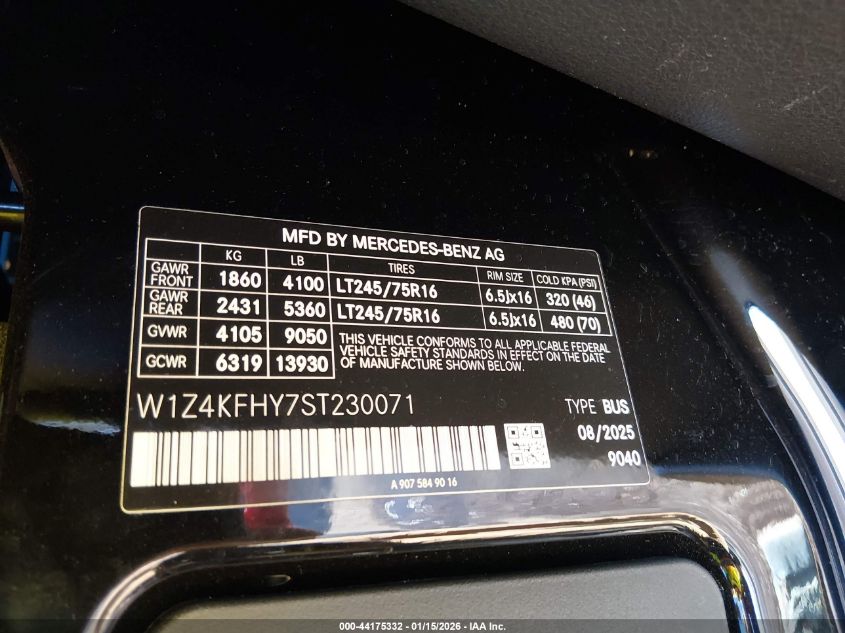 MFD BY MERCEDES-BENZ AG
KG LB TIRES RIM SIZE COLD KPA (PSI)
GAWR FRONT 1860 4100 LT245/75R16 6.5Jx16 320 (46)
GAWR REAR 2431 5360 LT245/75R16 6.5Jx16 480 (70)
GVWR 4105 9050
GCWR 6319 13930
THIS VEHICLE CONFORMS TO ALL APPLICABLE FEDERAL
VEHICLE SAFETY STANDARDS IN EFFECT ON THE DATE
OF MANUFACTURE SHOWN ABOVE.
W1Z4KFHY7ST230071 TYPE BUS
08/2025
9040
A 907 584 90 16
000-44175332 - 01/15/2026 - IAA Inc.